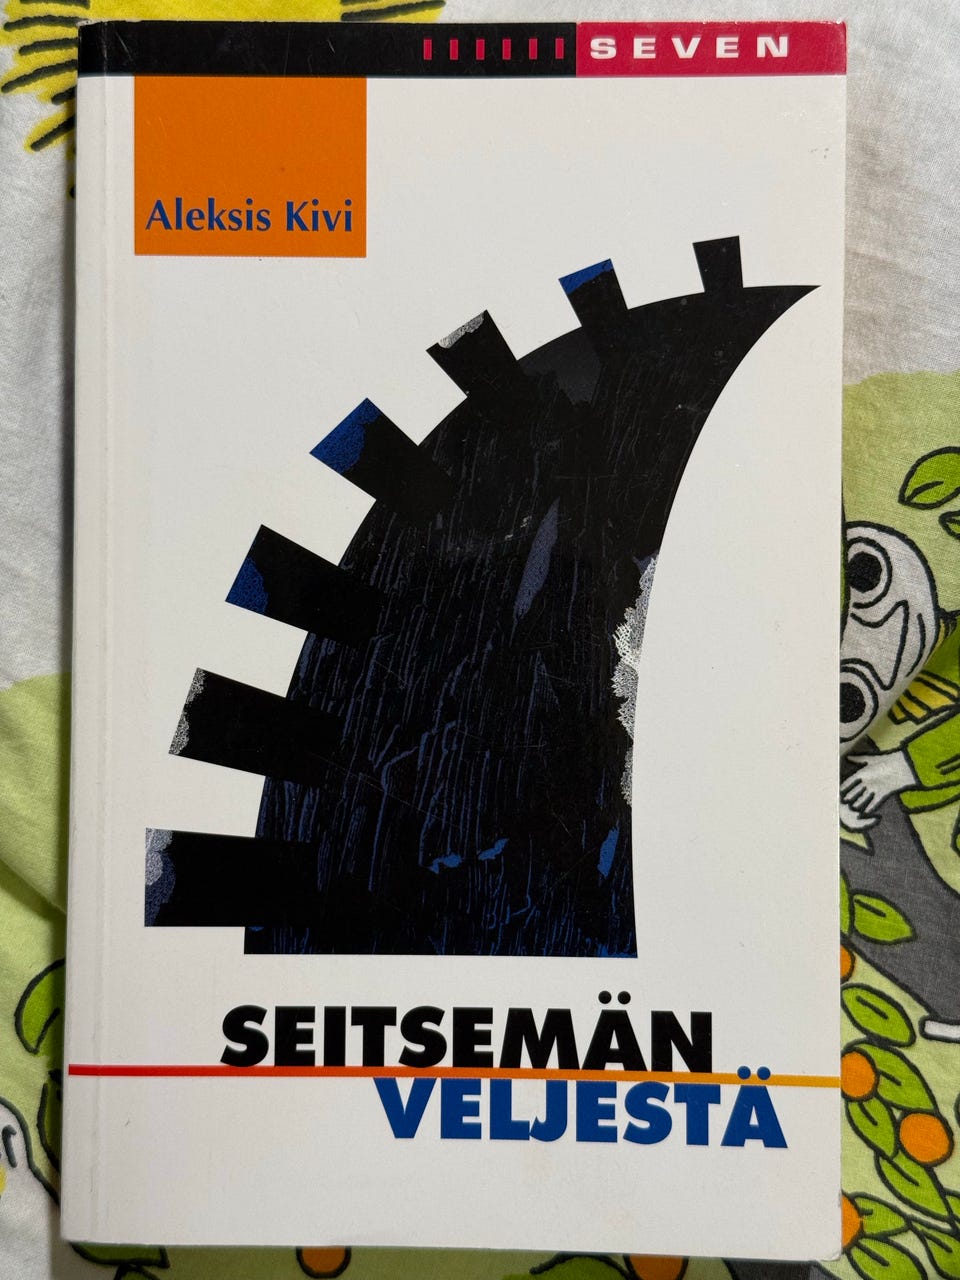 SEVEN
Aleksis Kivi
SEITSEMÄN
VELJESTÄ